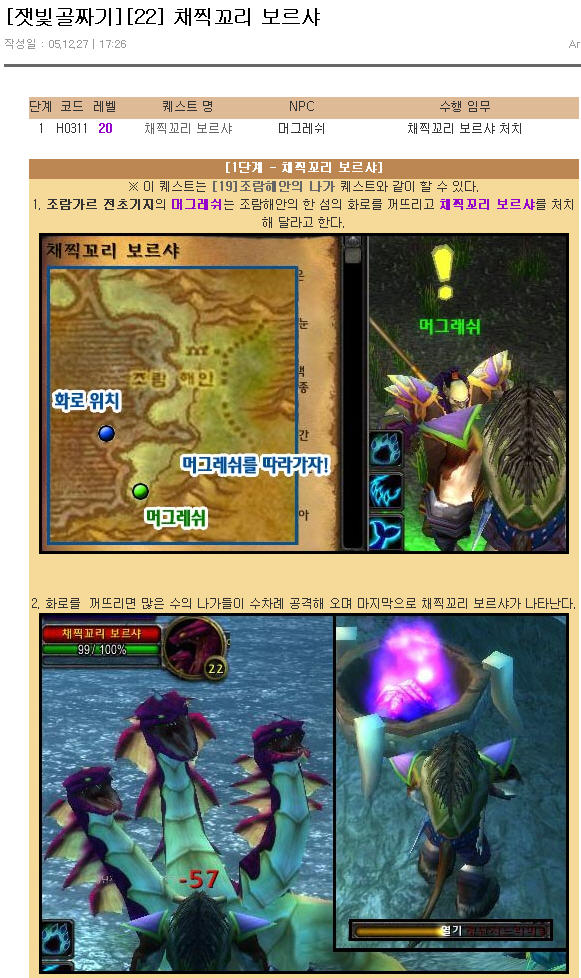 [잿빛골짜기][22] 채찍꼬리 보르샤
작성일 : 05,12,27 | 17:26
Ar
단계 코드 레벨 퀘스트 명 NPC 수행 임무
1 H0311 20 채찍꼬리 보르샤 머그레쉬 채찍꼬리 보르샤 처치
[1단계 - 채찍꼬리 보르샤]
※ 이 퀘스트는 [19]조람해안의 나가 퀘스트와 같이 할 수 있다.
1. 조람가르 전초기지의 머그레쉬는 조람해안의 한 섬의 화로를 꺼뜨리고 채찍꼬리 보르샤를 처치
해 달라고 한다.
채찍꼬리 보르샤
은
눈
머그레쉬
조람 해안
종
화로 위치
간
머그레쉬를 따라가자!
머그레쉬
아
2. 화로를 꺼뜨리면 많은 수의 나가들이 수차례 공격해 오며 마지막으로 채찍꼬리 보르샤가 나타난다.
채찍꼬리 보르샤
99 / 100%
22
-57
열기